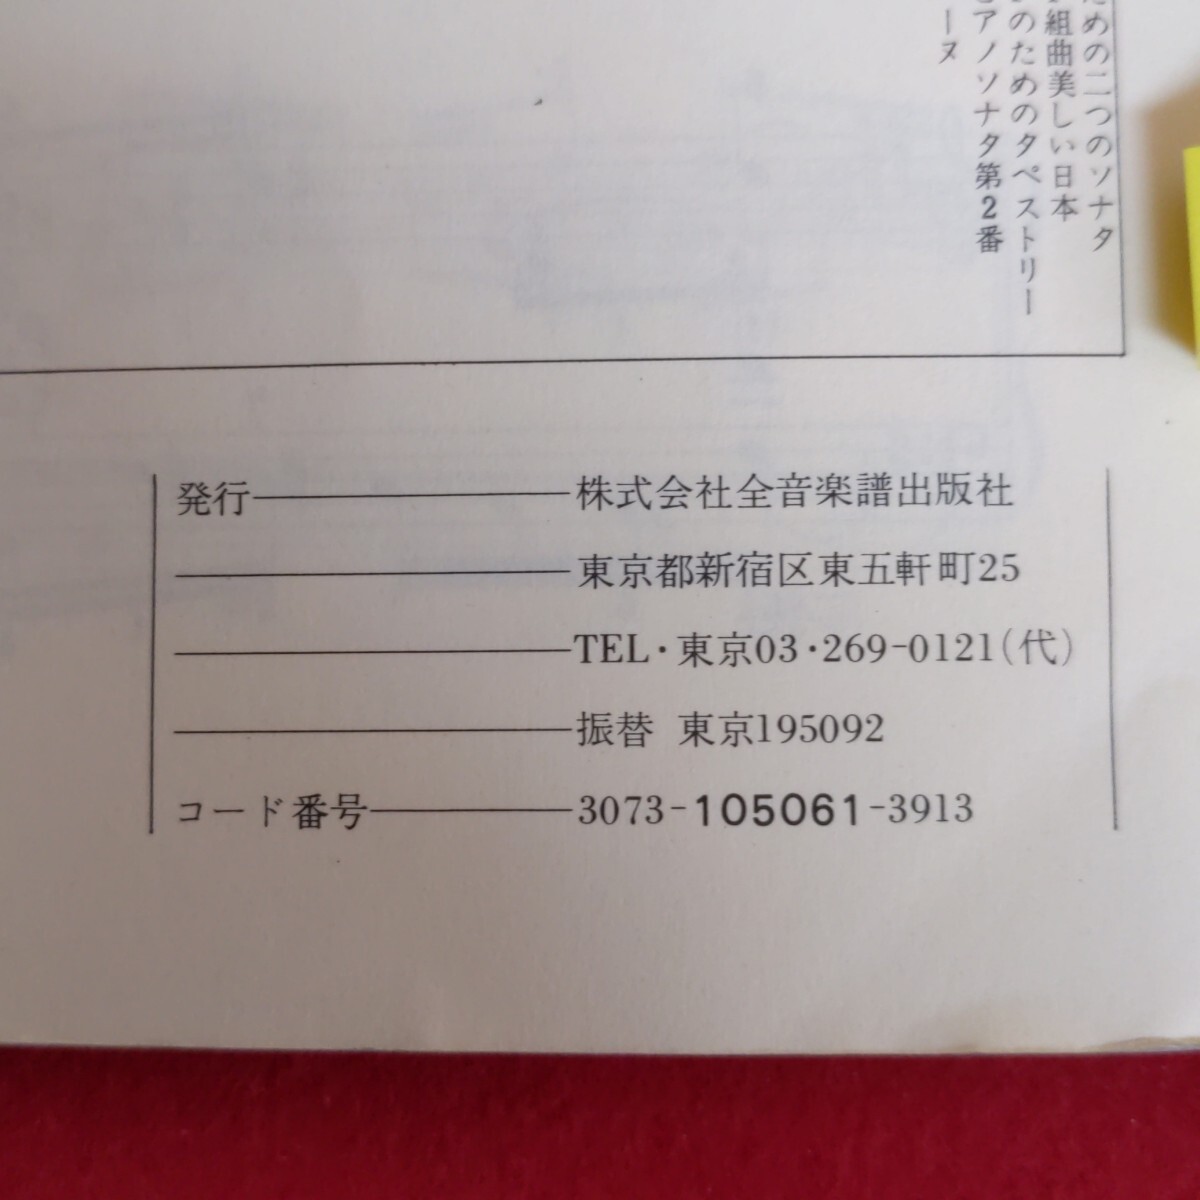 ための二つのソナタ
組曲美しい日本
のためのタペストリー
ピアノソナタ第2番
ーヌ
発行――――株式会社全音楽譜出版社
――――東京都新宿区東五軒町25
――――TEL・東京03・269-0121(代)
――――振替 東京195092
コード番号――――3073-105061-3913